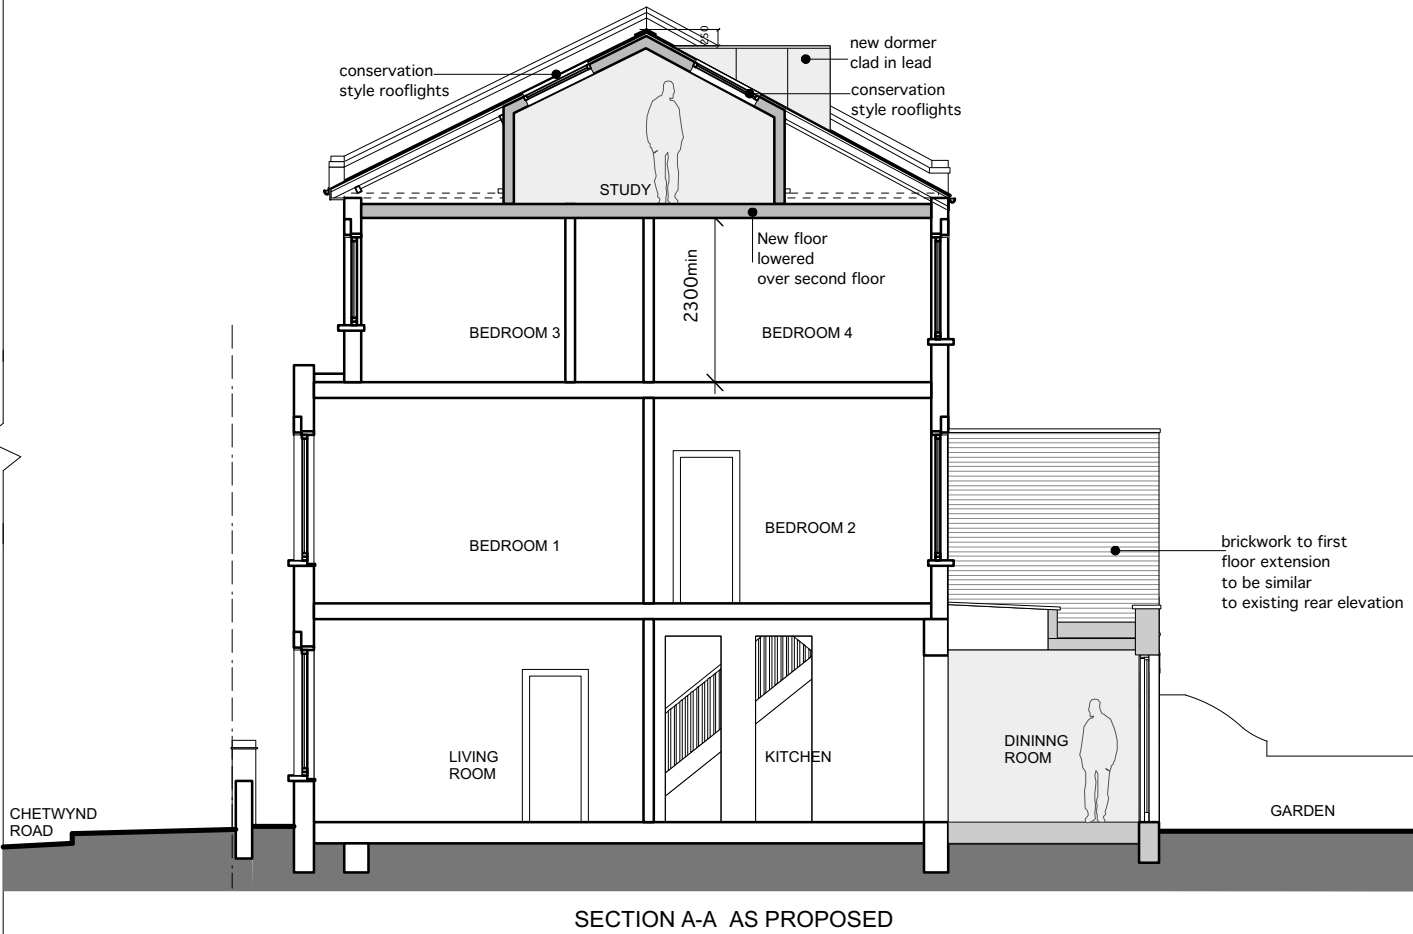 250
new dormer
clad in lead
conservation
style rooflights
conservation
style rooflights
STUDY
New floor
lowered
over second floor
2300min
BEDROOM 3
BEDROOM 4
BEDROOM 1
BEDROOM 2
brickwork to first
floor extension
to be similar
to existing rear elevation
LIVING
ROOM
KITCHEN
DININNG
ROOM
CHETWYND
ROAD
GARDEN
SECTION A-A AS PROPOSED